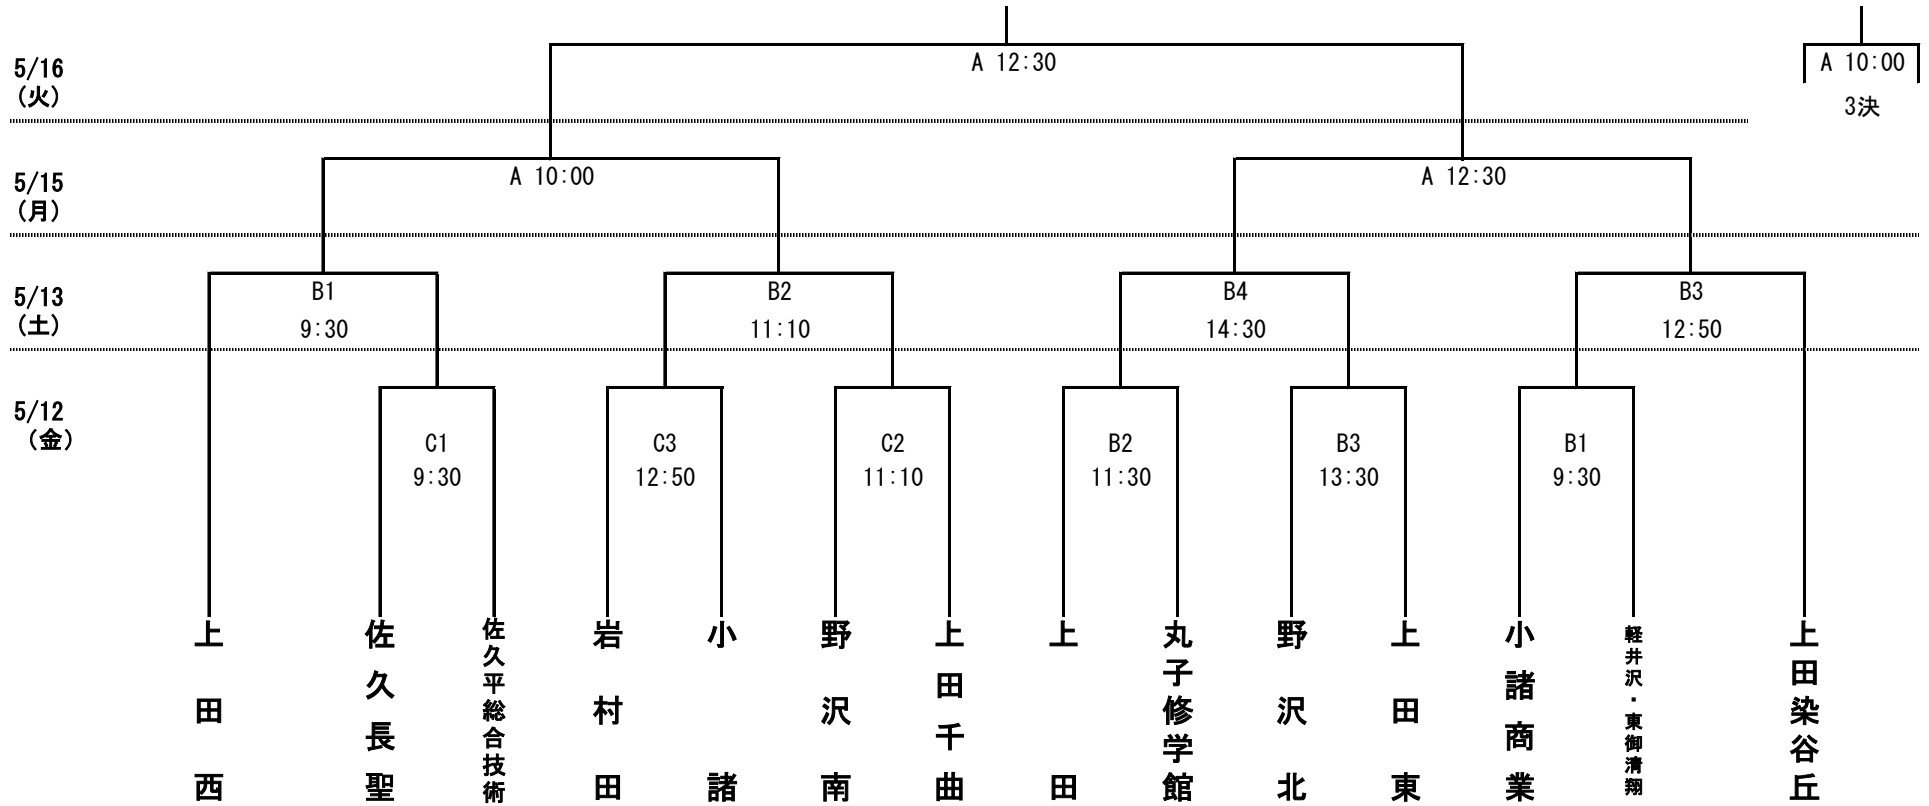 A 12:30
A 10:00
3決
5/16
(火)
A 10:00
A 12:30
5/15
(月)
B1
9:30
B2
11:10
B4
14:30
B3
12:50
5/13
(土)
5/12
(金)
C1
9:30
C3
12:50
C2
11:10
B2
11:30
B3
13:30
B1
9:30
上田西
佐久長聖
佐久平総合技術
岩村田
小諸
野沢南
上田千曲
上田
丸子修学館
野沢北
上田東
小諸商業
軽井沢・東御清翔
上田染谷丘